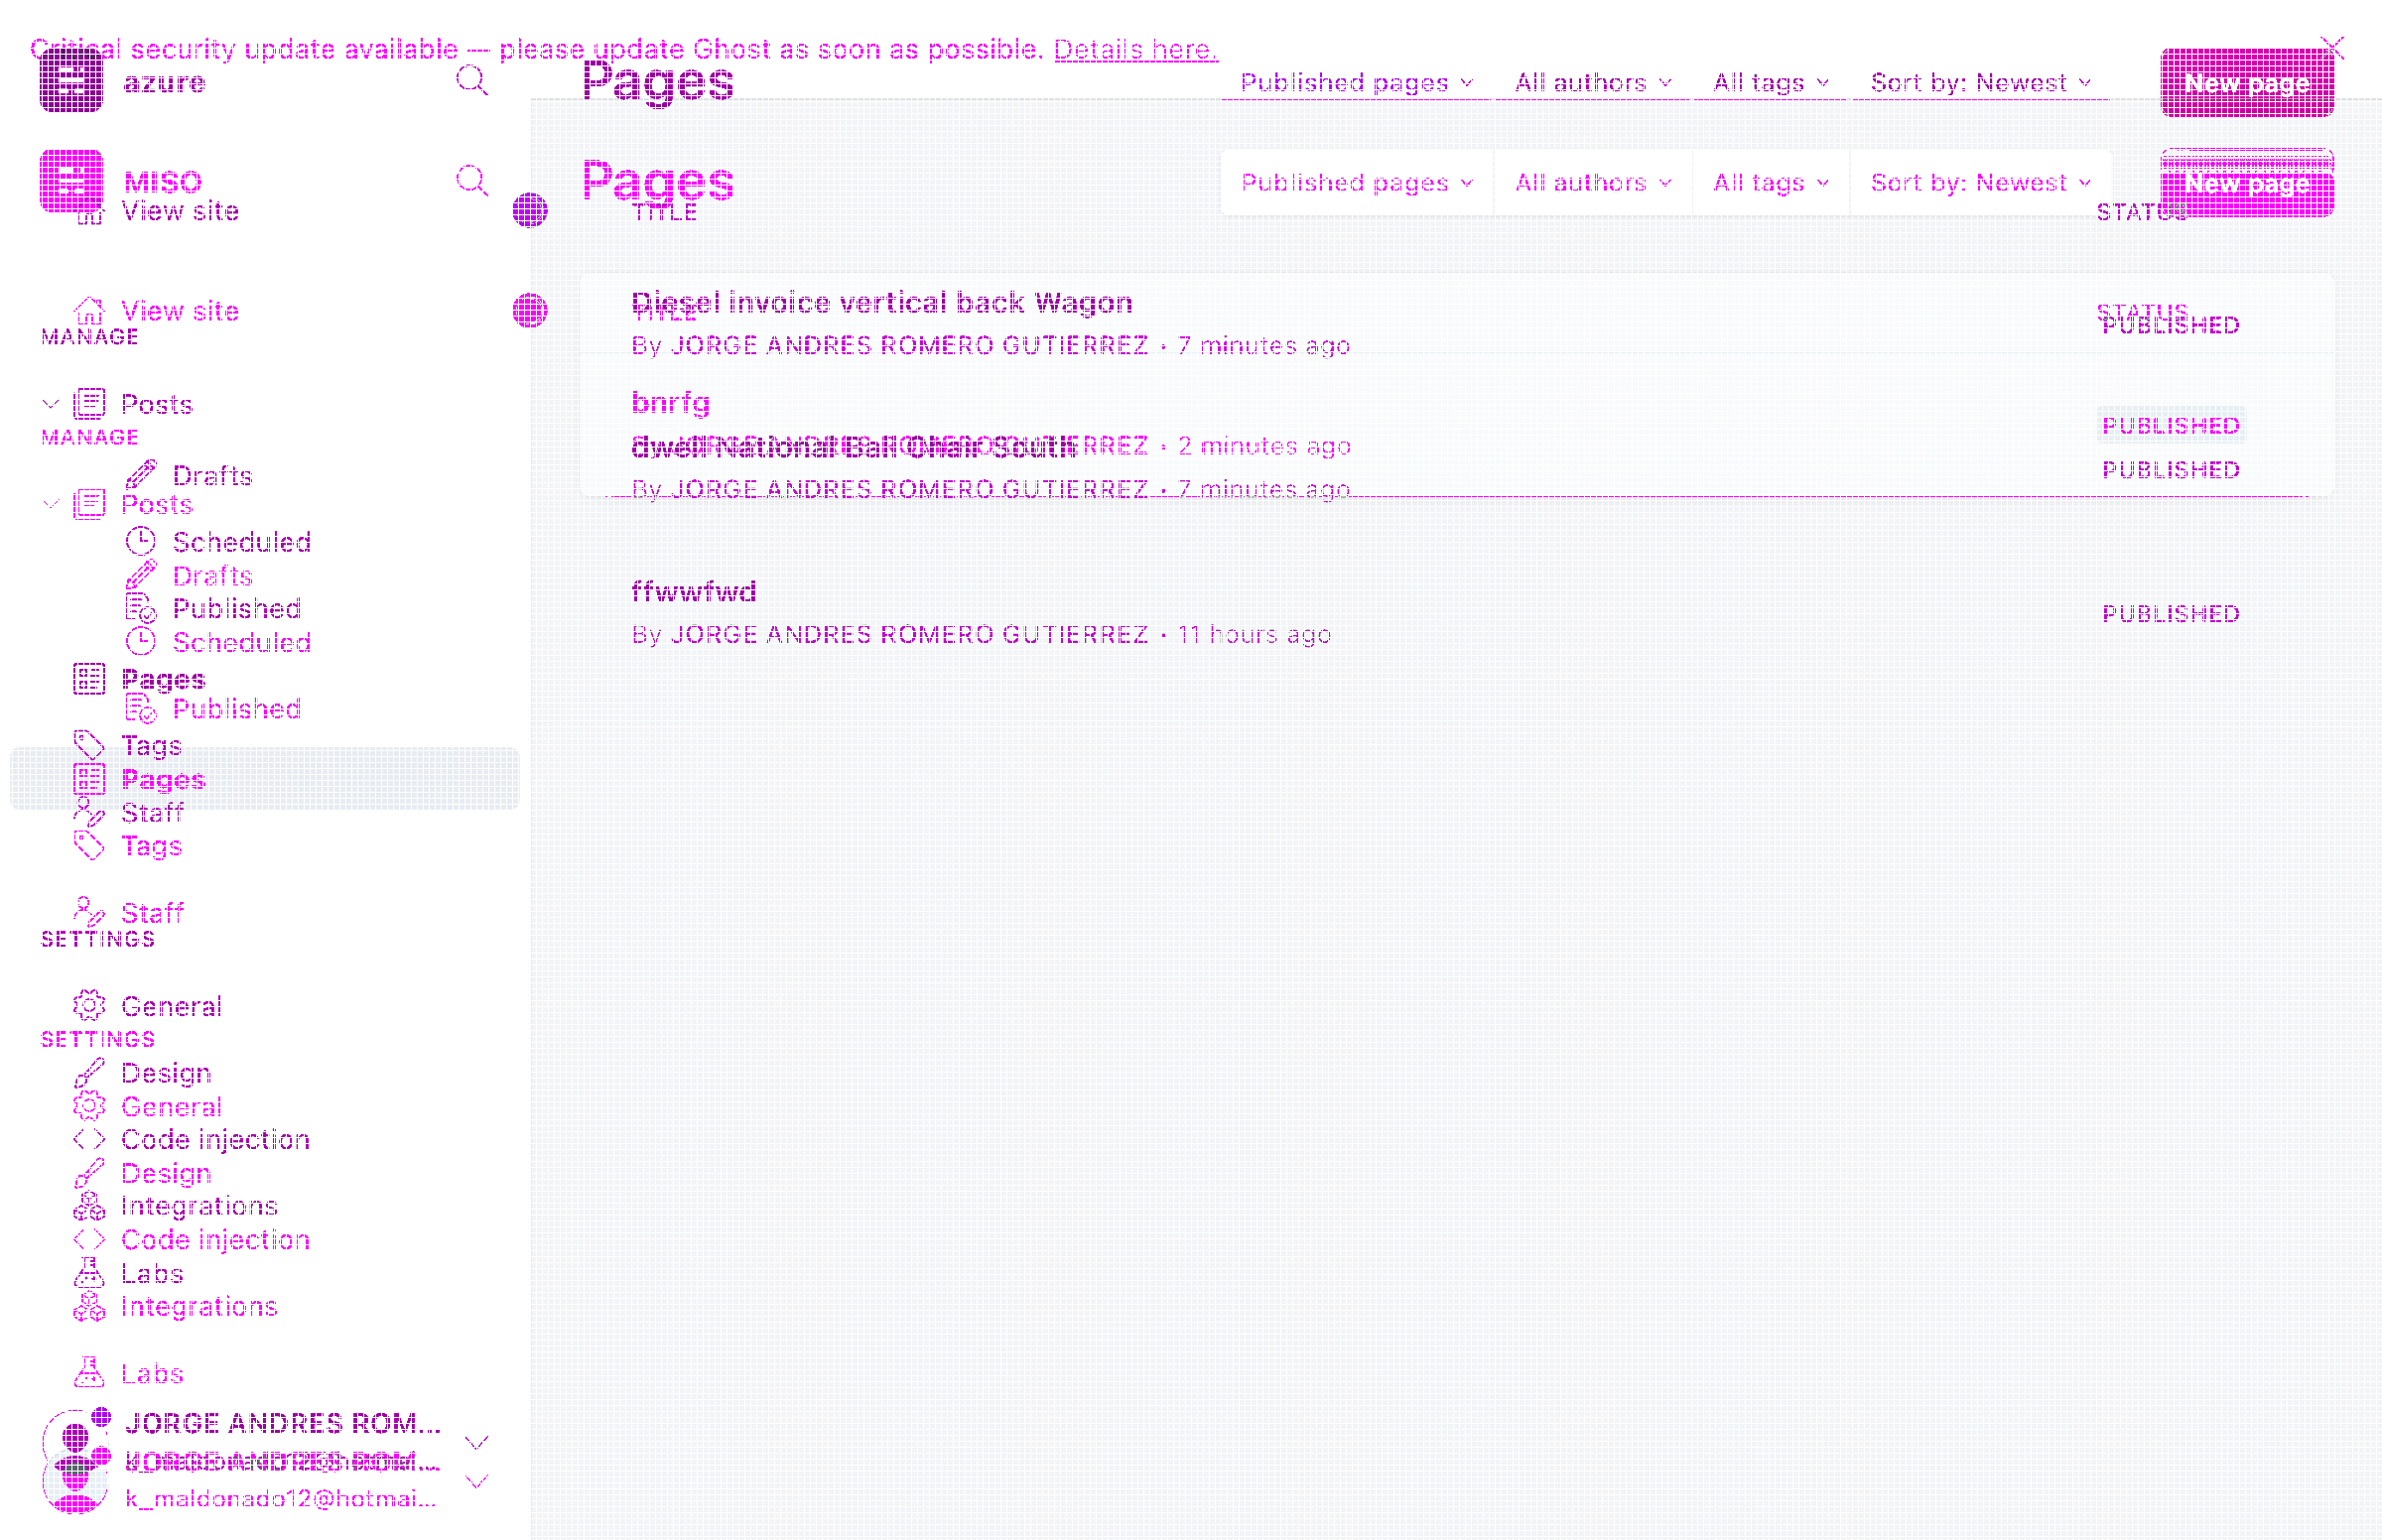 Critical security update available — please update Ghost as soon as possible. Details here.
azure
Pages
Published pages
All authors
All tags
Sort by: Newest
New page
MISO
Pages
Published pages
All authors
All tags
Sort by: Newest
New page
View site
TITLE
STATUS
View site
TITLE
STATUS
Diesel invoice vertical back Wagon
PUBLISHED
By JORGE ANDRES ROMERO GUTIERREZ • 7 minutes ago
MANAGE
Posts
bnrfg
MANAGE
PUBLISHED
dwell National Ball Chair South
By JORGE ANDRES ROMERO GUTIERREZ • 2 minutes ago
Drafts
PUBLISHED
By JORGE ANDRES ROMERO GUTIERREZ • 7 minutes ago
Posts
Scheduled
Drafts
ffwwfwd
Published
PUBLISHED
By JORGE ANDRES ROMERO GUTIERREZ • 11 hours ago
Scheduled
Pages
Published
Tags
Pages
Staff
Tags
Staff
SETTINGS
General
SETTINGS
Design
General
Code injection
Design
Integrations
Code injection
Labs
Integrations
Labs
JORGE ANDRES ROM...
JORGE ANDRES ROM...
k_maldonado12@hotmai...